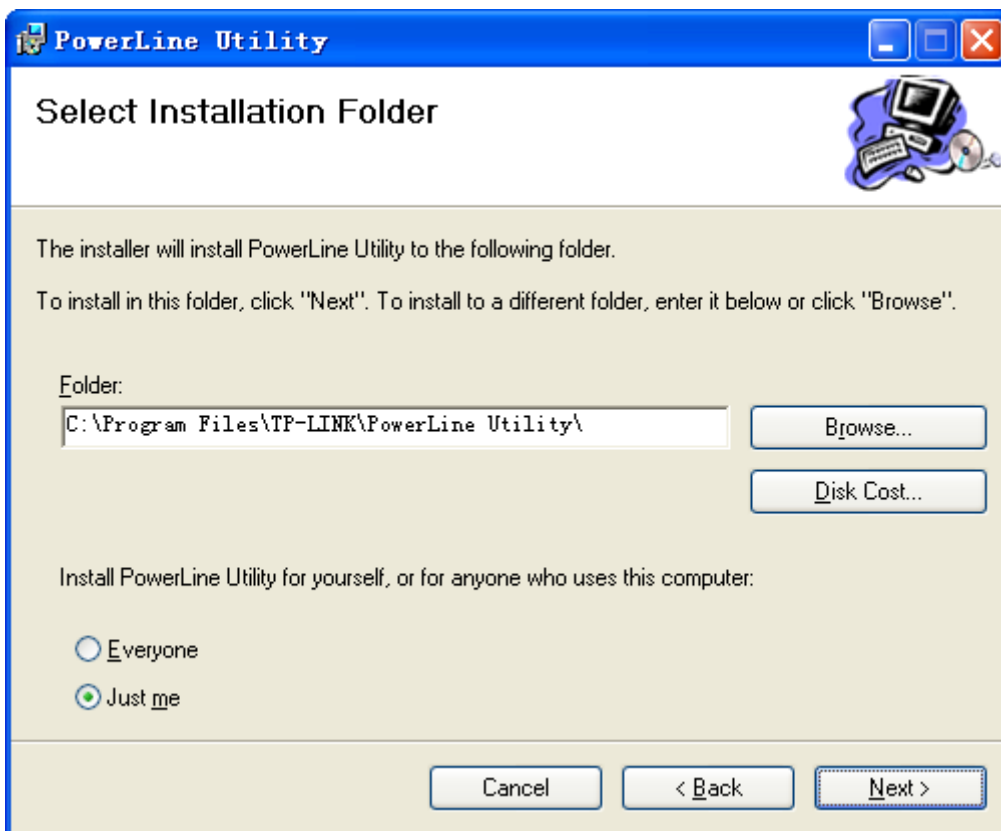 PowerLine Utility
Select Installation Folder
The installer will install PowerLine Utility to the following folder.
To install in this folder, click "Next". To install to a different folder, enter it below or click "Browse".
Folder:
C:\Program Files\TP-LINK\PowerLine Utility\
Browse...
Disk Cost...
Install PowerLine Utility for yourself, or for anyone who uses this computer:
Everyone
Just me
Cancel
< Back
Next >